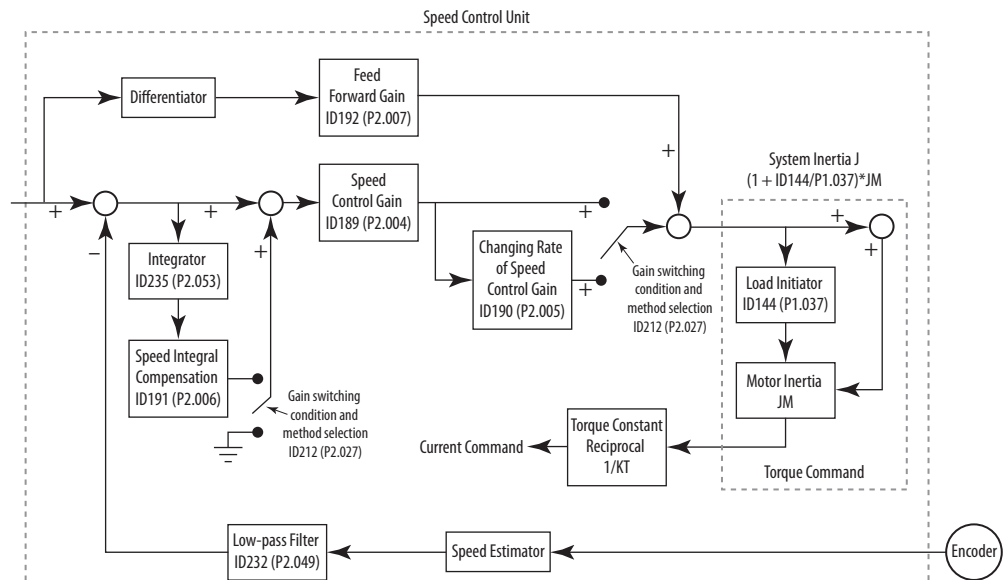 Speed Control Unit
Differentiator
Feed
Forward Gain
ID192 (P2.007)
+
System Inertia J
(1 + ID144/P1.037)*JM
+
−
+
+
Speed
Control Gain
ID189 (P2.004)
+
Changing Rate
of Speed
Control Gain
ID190 (P2.005)
+
Gain switching
condition and
method selection
ID212 (P2.027)
+
+
Integrator
ID235 (P2.053)
Load Initiator
ID144 (P1.037)
Speed Integral
Compensation
ID191 (P2.006)
Gain switching
condition and
method selection
ID212 (P2.027)
Motor Inertia
JM
Current Command
Torque Constant
Reciprocal
1/KT
Torque Command
Low-pass Filter
ID232 (P2.049)
Speed Estimator
Encoder